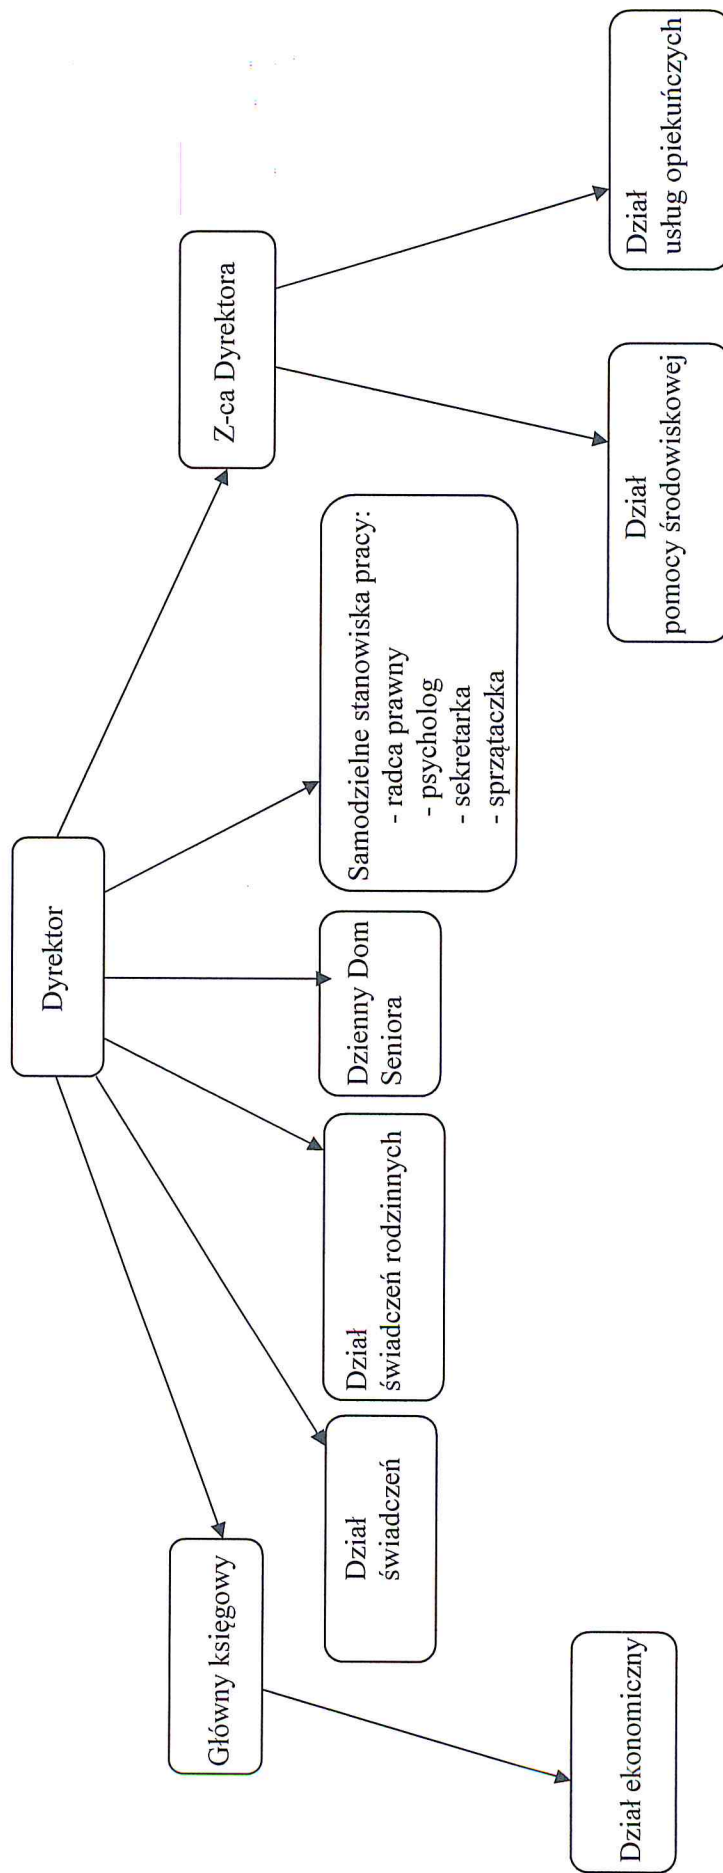 Dyrektor
Główny księgowy
Z-ca Dyrektora
Dział
świadczeń
Dział
świadczeń rodzinnych
Dzienny Dom
Seniora
Samodzielne stanowiska pracy:
- radca prawny
- psycholog
- sekretarka
- sprzątaczka
Dział ekonomiczny
Dział
pomocy środowiskowej
Dział
usług opiekuńczych